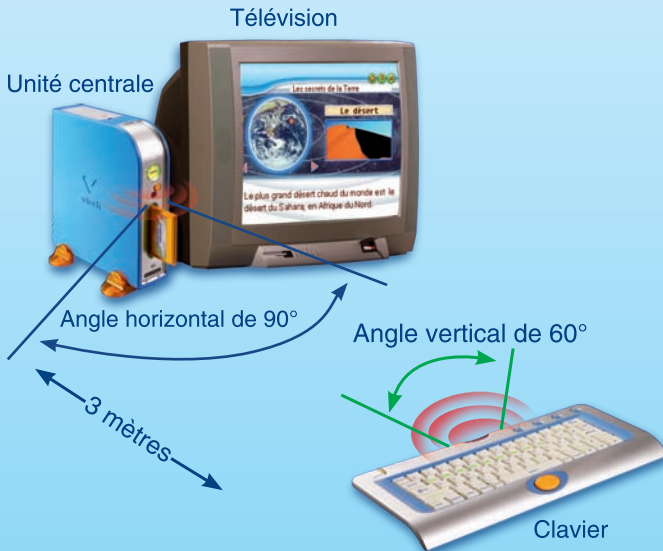 Télévision
Unité centrale
Les secrets de la Terre
Le désert
vtech
Le plus grand désert chaud du monde est le
désert du Sahara, en Afrique du Nord.
Angle horizontal de 90°
Angle vertical de 60°
3 mètres
Clavier